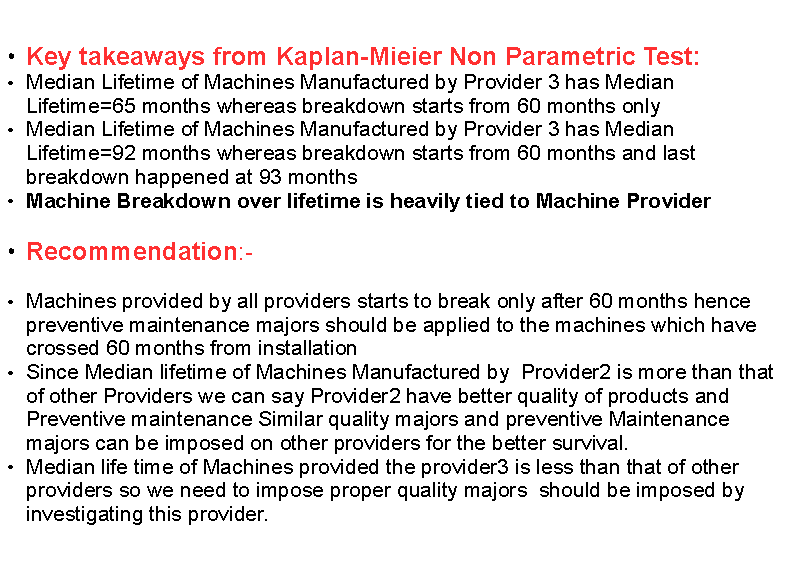 • Key takeaways from Kaplan-Mieier Non Parametric Test:
• Median Lifetime of Machines Manufactured by Provider 3 has Median
Lifetime=65 months whereas breakdown starts from 60 months only
• Median Lifetime of Machines Manufactured by Provider 3 has Median
Lifetime=92 months whereas breakdown starts from 60 months and last
breakdown happened at 93 months
• Machine Breakdown over lifetime is heavily tied to Machine Provider
• Recommendation:-
• Machines provided by all providers starts to break only after 60 months hence
preventive maintenance majors should be applied to the machines which have
crossed 60 months from installation
• Since Median lifetime of Machines Manufactured by  Provider2 is more than that
of other Providers we can say Provider2 have better quality of products and
Preventive maintenance Similar quality majors and preventive Maintenance
majors can be imposed on other providers for the better survival.
• Median life time of Machines provided the provider3 is less than that of other
providers so we need to impose proper quality majors  should be imposed by
investigating this provider.